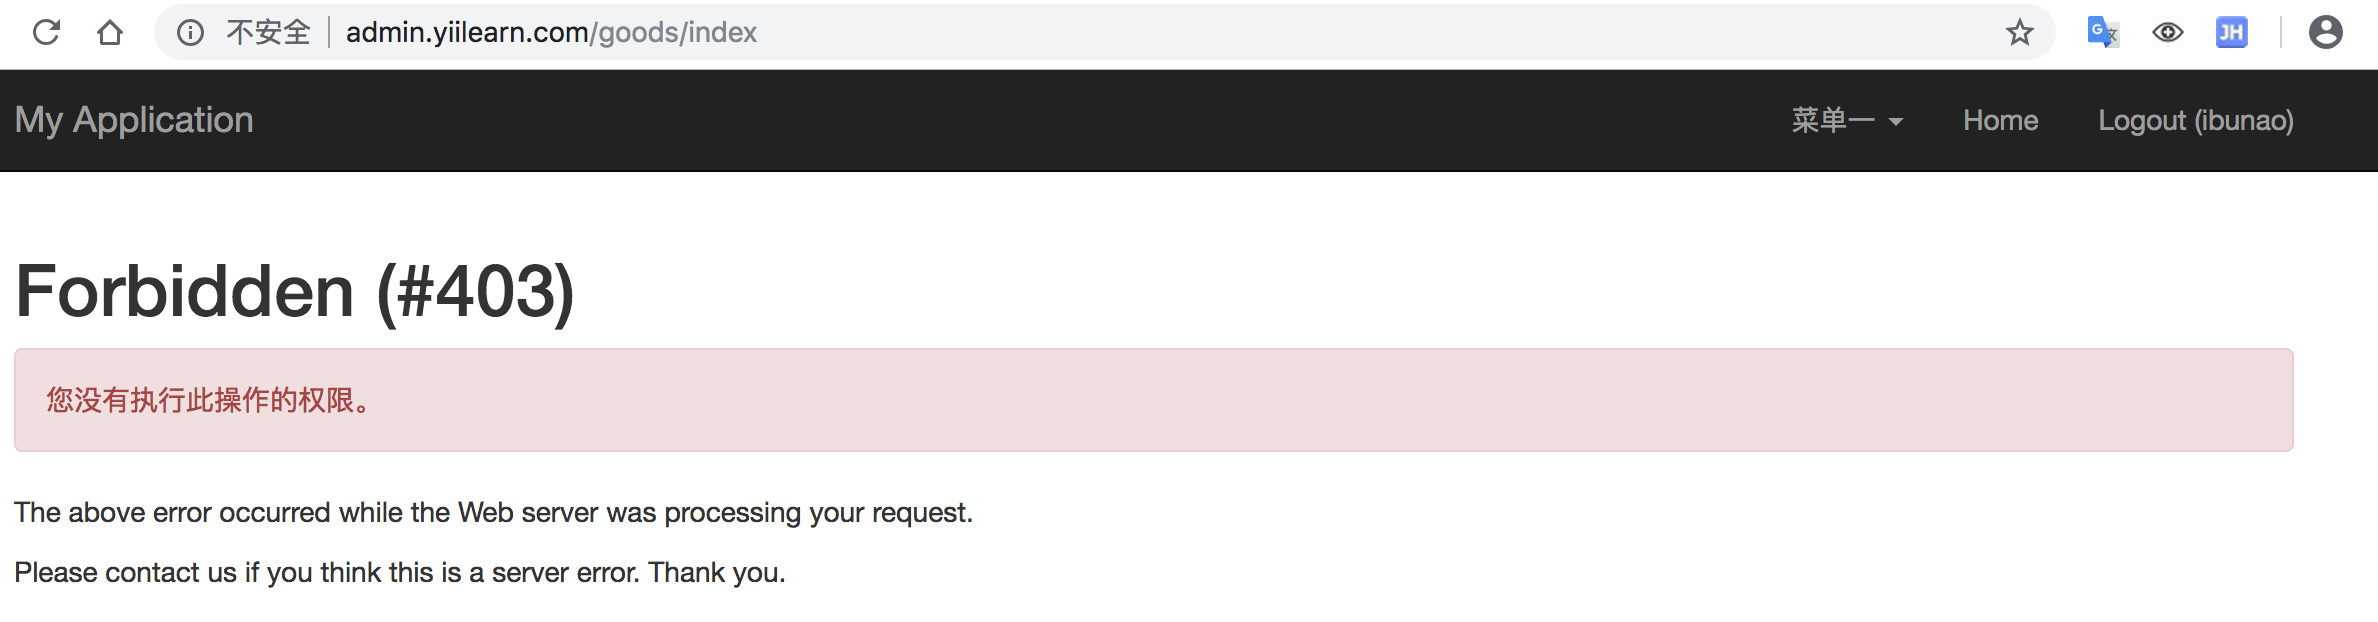 不安全 admin.yiilearn.com/goods/index
My Application 菜单一 Home Logout (ibunao)
Forbidden (#403)
您没有执行此操作的权限。
The above error occurred while the Web server was processing your request.
Please contact us if you think this is a server error. Thank you.